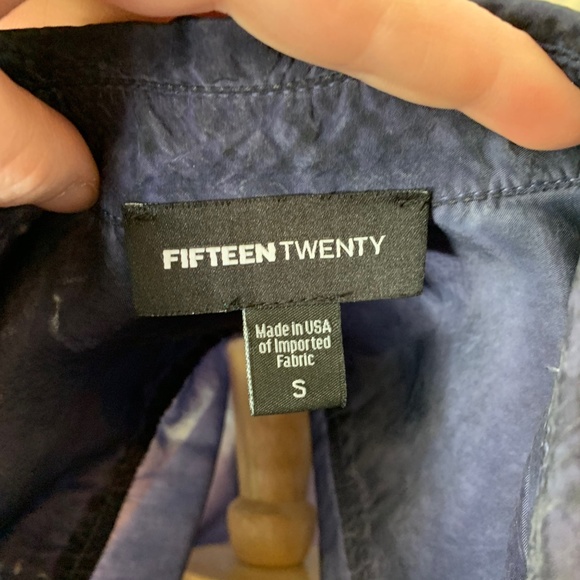 FIFTEEN TWENTY
Made in USA
of Imported
Fabric
S